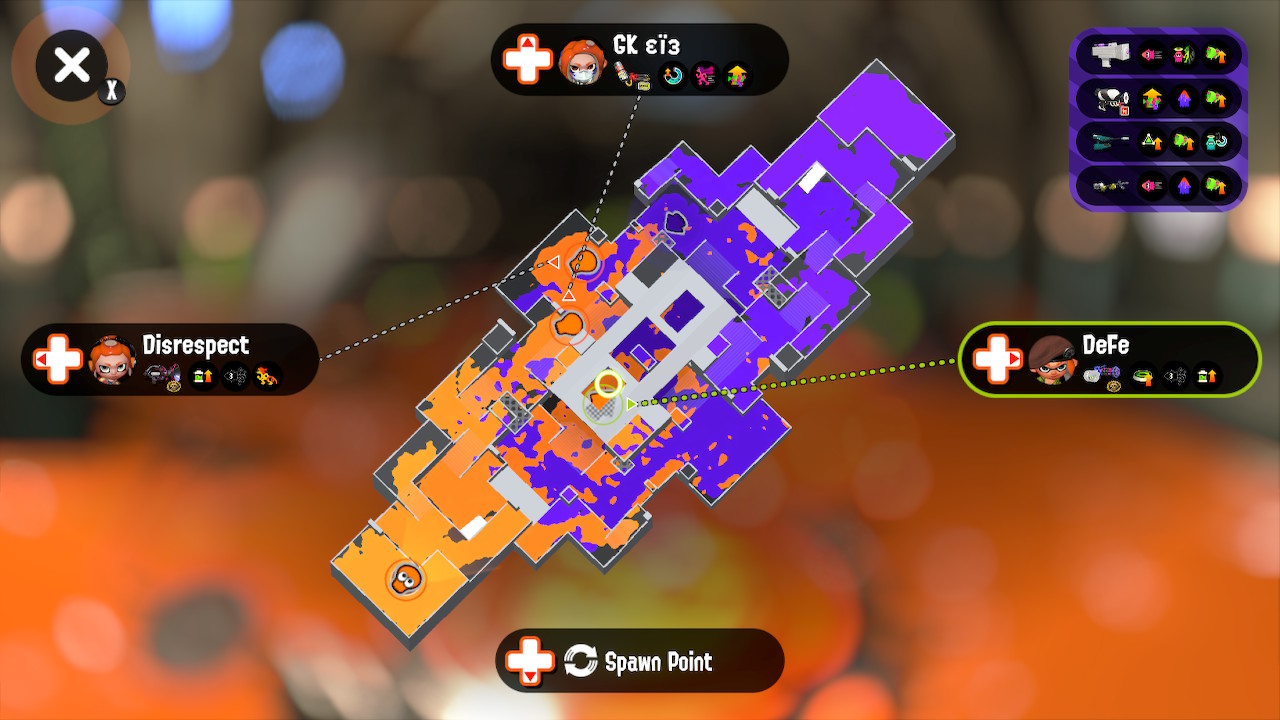 X
GK εïз
Disrespect
DeFe
Spawn Point